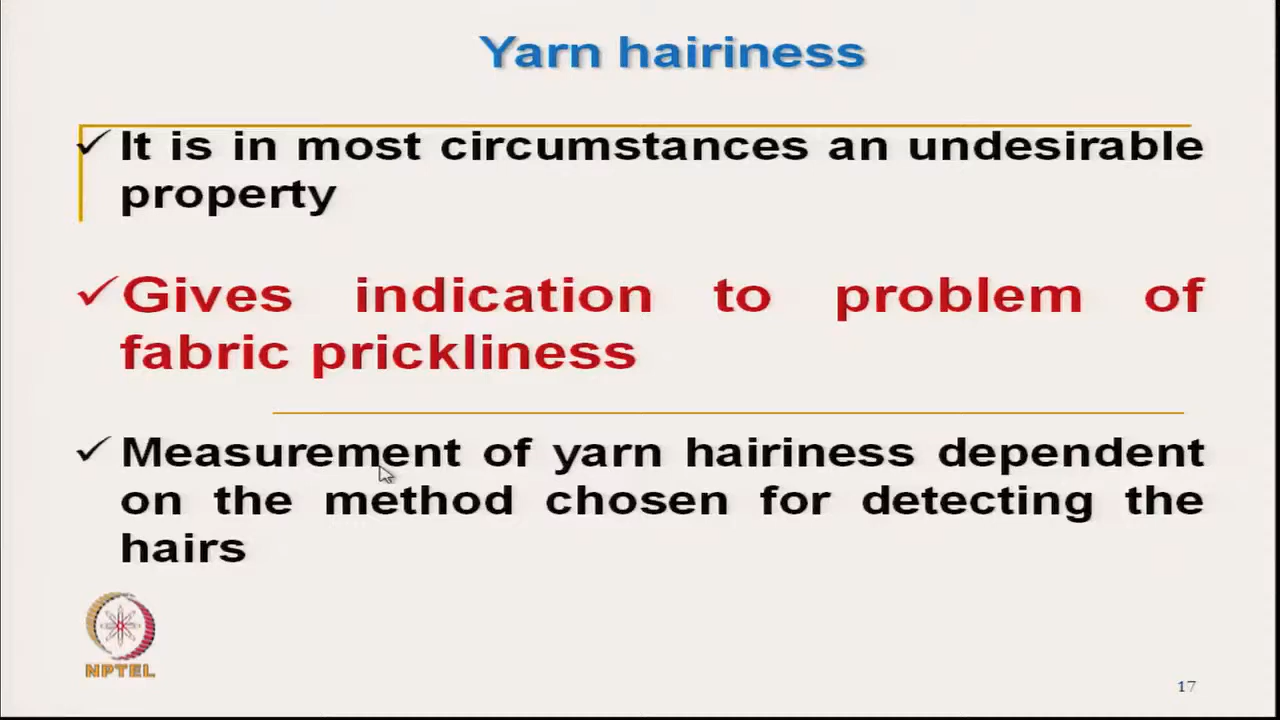 Yarn hairiness
✓ It is in most circumstances an undesirable
property
✓ Gives indication to problem of
fabric prickliness
✓ Measurement of yarn hairiness dependent
on the method chosen for detecting the
hairs
NPTEL
17